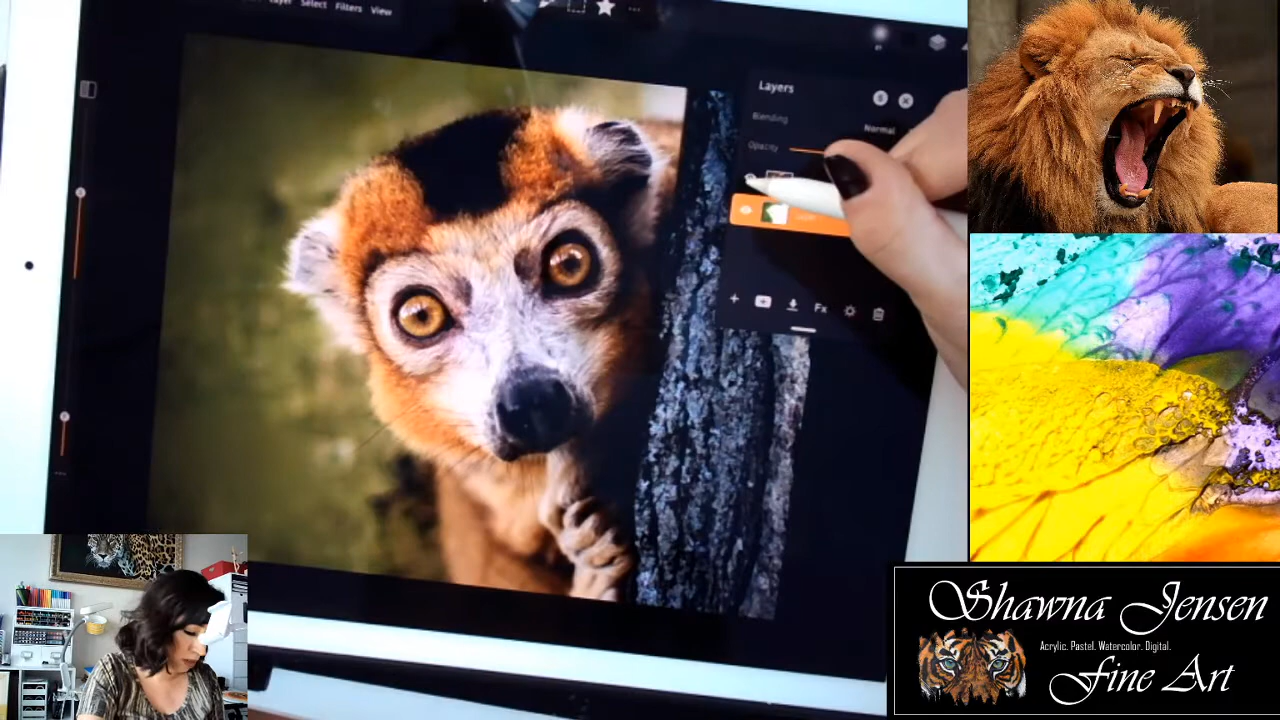 Layer Select Filters View
Layers
Blending
Normal
Opacity
Fx
Shawna Jensen
Acrylic. Pastel. Watercolor. Digital.
Fine Art